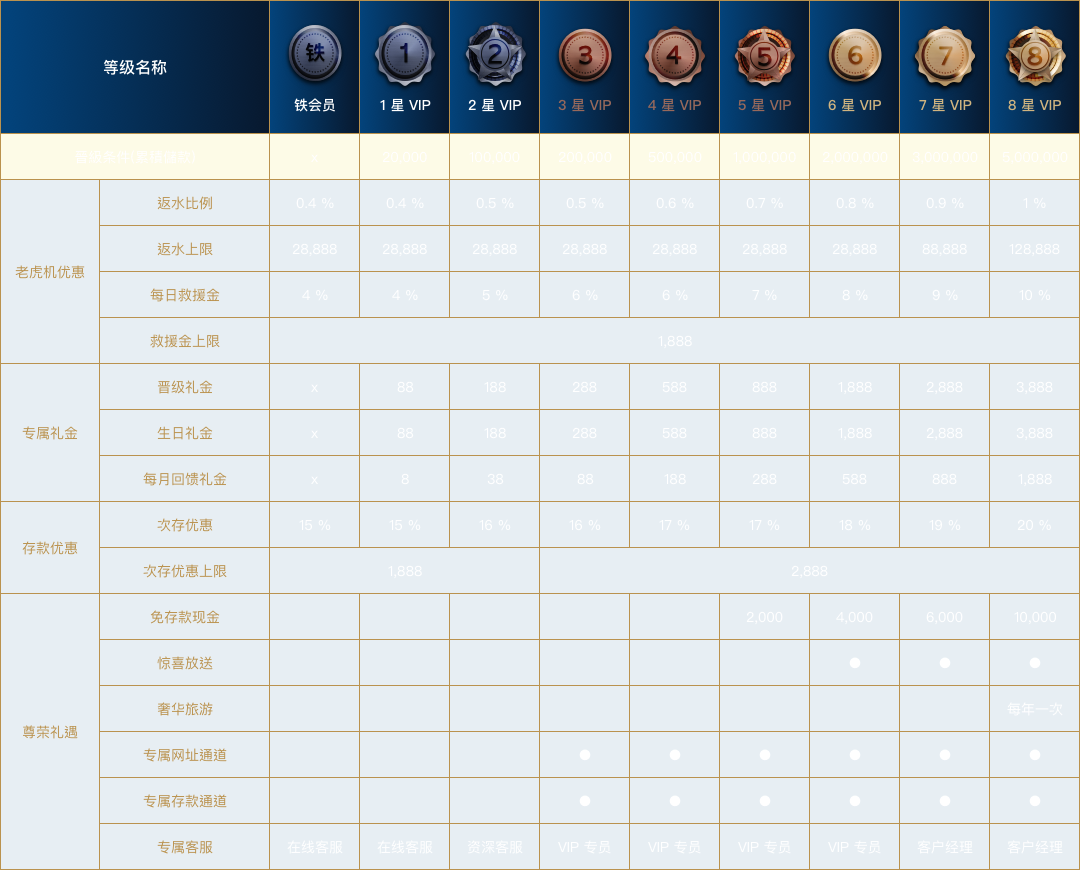 等级名称 铁 1 2 3 4 5 6 7 8
铁会员 1 星 VIP 2 星 VIP 3 星 VIP 4 星 VIP 5 星 VIP 6 星 VIP 7 星 VIP 8 星 VIP
x 20,000 100,000 200,000 500,000 1,000,000 2,000,000 3,000,000 5,000,000
老虎机优惠
返水比例 0.4 % 0.4 % 0.5 % 0.5 % 0.6 % 0.7 % 0.8 % 0.9 % 1 %
返水上限 28,888 28,888 28,888 28,888 28,888 28,888 28,888 88,888 128,888
每日救援金 4 % 4 % 5 % 6 % 6 % 7 % 8 % 9 % 10 %
救援金上限 1,888
专属礼金
晋级礼金 x 88 188 288 588 888 1,888 2,888 3,888
生日礼金 x 88 188 288 588 888 1,888 2,888 3,888
每月回馈礼金 x 8 38 88 188 288 588 888 1,688
存款优惠
次存优惠 15 % 15 % 16 % 16 % 17 % 17 % 18 % 19 % 20 %
次存优惠上限 1,888 2,888
尊荣礼遇
免存款现金 2,000 4,000 6,000 10,000
惊喜放送 ● ● ●
奢华旅游 每年一次
专属网址通道 ● ● ● ● ● ●
专属存款通道 ● ● ● ● ● ●
专属客服 在线客服 在线客服 资深客服 VIP 专员 VIP 专员 VIP 专员 VIP 专员 客户经理 客户经理